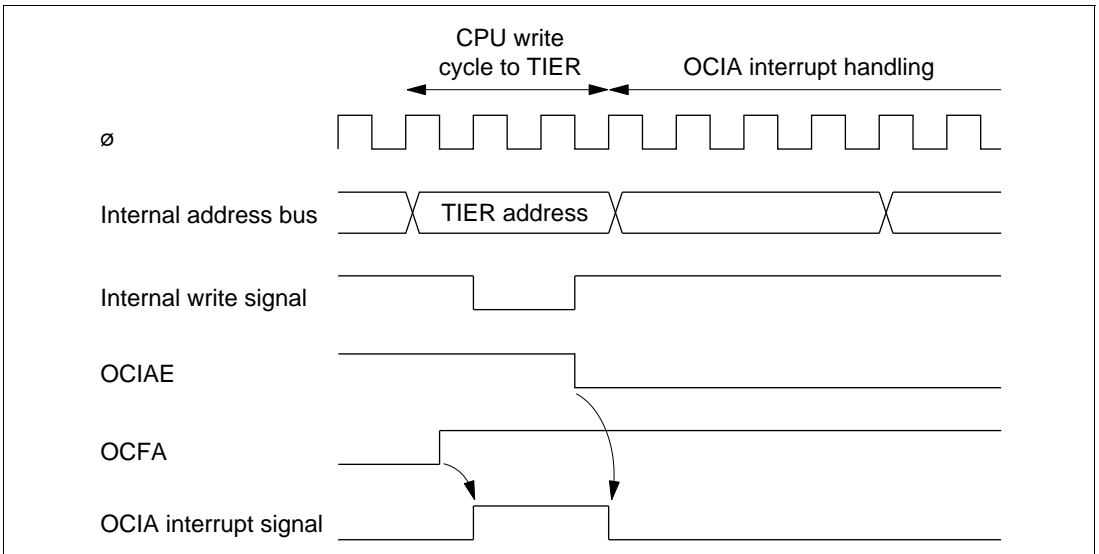 CPU write
cycle to TIER
OCIA interrupt handling
ø
Internal address bus
TIER address
Internal write signal
OCIAE
OCFA
OCIA interrupt signal